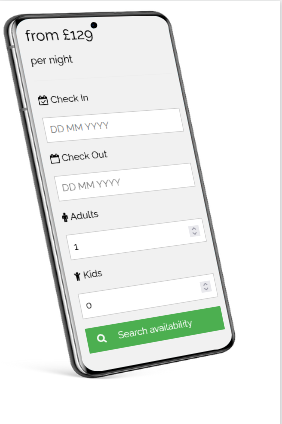 from £129
per night
Check In
DD MM YYYY
Check Out
DD MM YYYY
Adults
1
Kids
0
Search availability